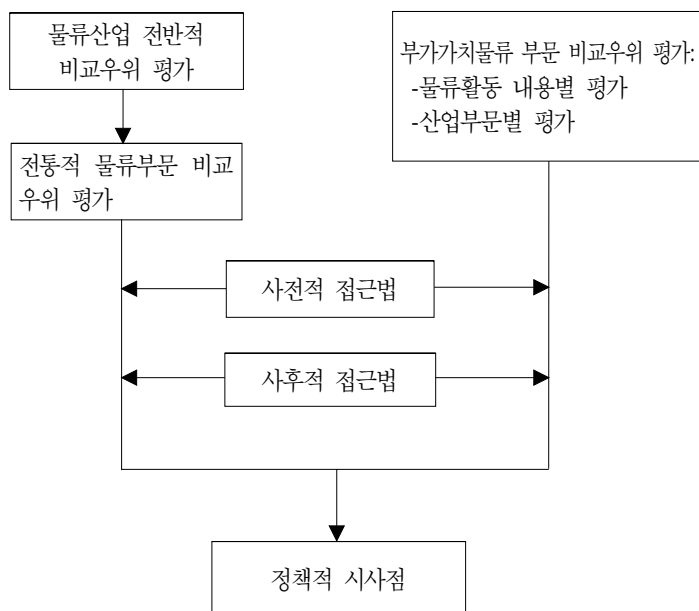 물류산업 전반적
비교우위 평가
부가가치물류 부문 비교우위 평가:
-물류활동 내용별 평가
-산업부문별 평가
전통적 물류부문 비교
우위 평가
사전적 접근법
사후적 접근법
정책적 시사점